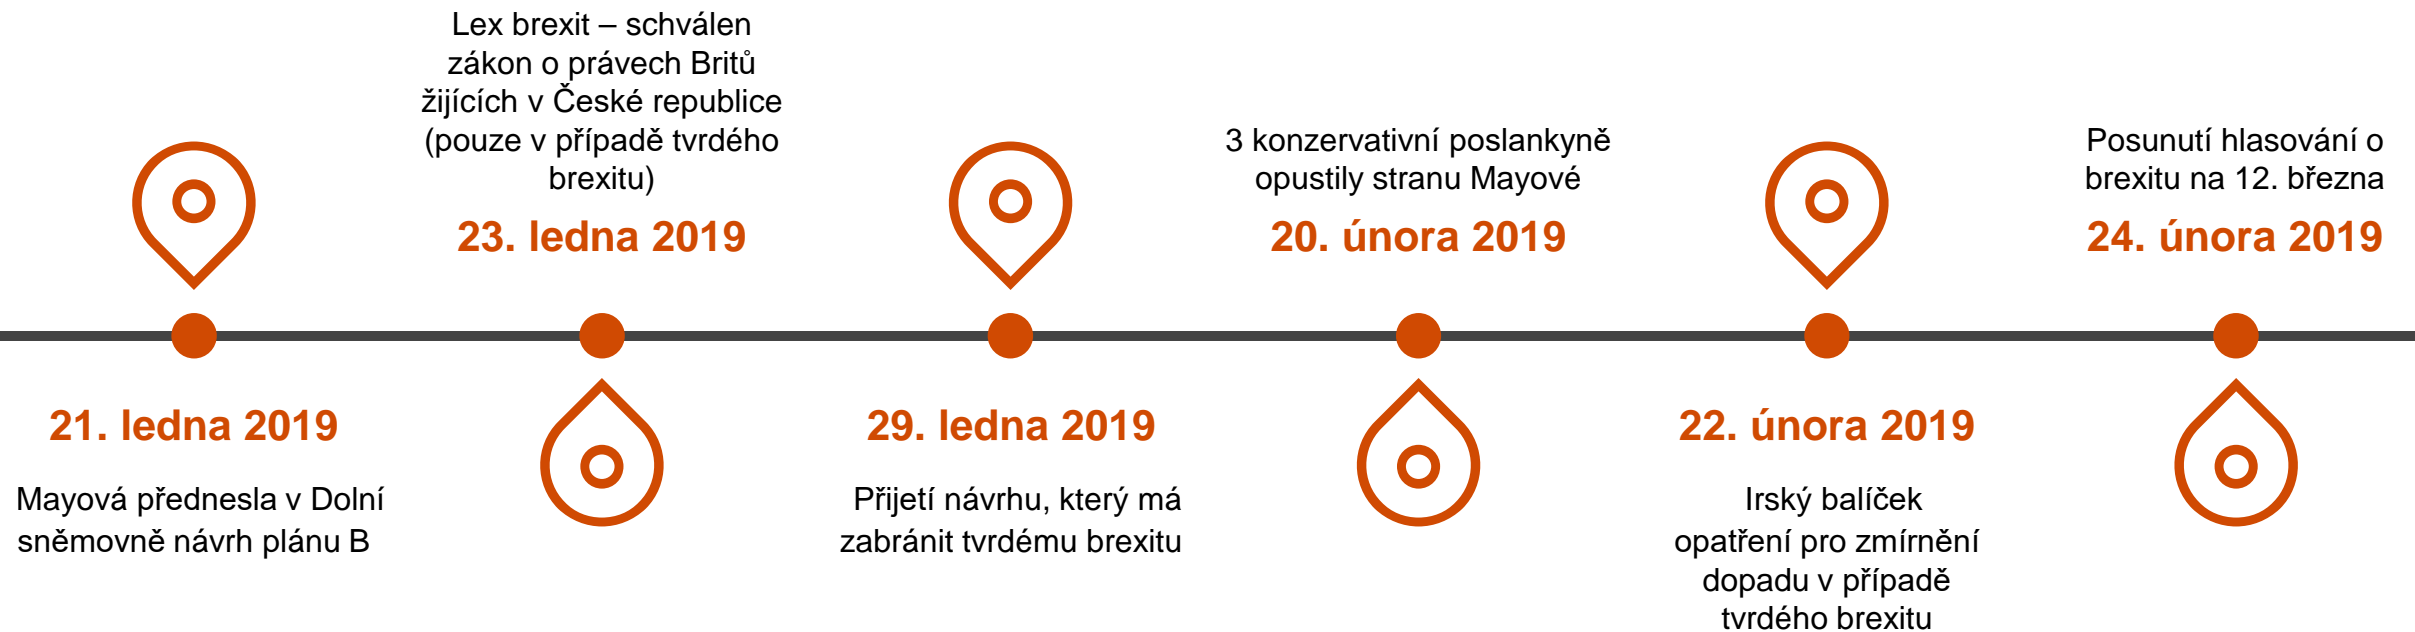 Lex brexit – schválen
zákon o právech Britů
žijících v České republice
(pouze v případě tvrdého
brexitu)
23. ledna 2019
3 konzervativní poslankyně
opustily stranu Mayové
20. února 2019
Posunutí hlasování o
brexitu na 12. března
24. února 2019
21. ledna 2019
Mayová přednesla v Dolní
sněmovně návrh plánu B
29. ledna 2019
Přijetí návrhu, který má
zabránit tvrdému brexitu
22. února 2019
Irský balíček
opatření pro zmírnění
dopadu v případě
tvrdého brexitu